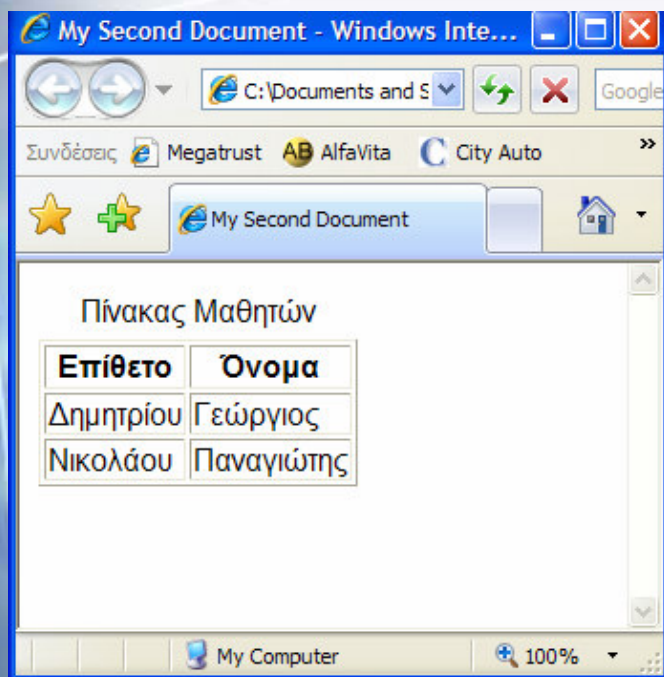 My Second Document - Windows Inte...
C:\Documents and S
Google
Συνδέσεις Megatrust AB AlfaVita City Auto »
My Second Document
Πίνακας Μαθητών
Επίθετο Όνομα
Δημητρίου Γεώργιος
Νικολάου Παναγιώτης
My Computer 100%